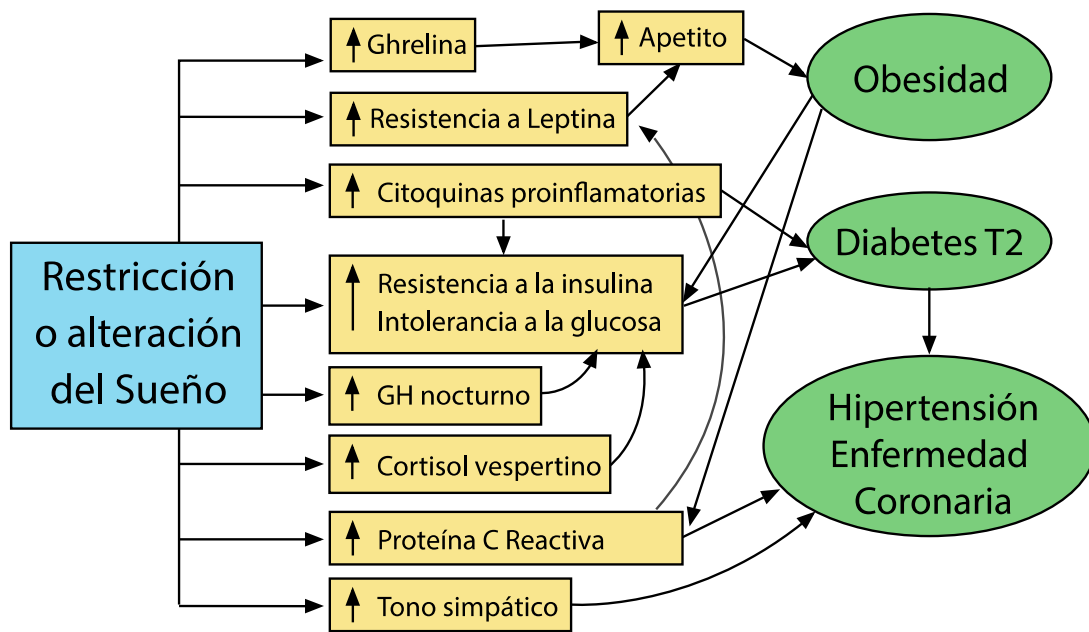 Ghrelina
Apetito
Obesidad
Resistencia a Leptina
Citoquinas proinflamatorias
Diabetes T2
Restricción
o alteración
del Sueño
Resistencia a la insulina
Intolerancia a la glucosa
GH nocturno
Hipertensión
Enfermedad
Coronaria
Cortisol vespertino
Proteína C Reactiva
Tono simpático